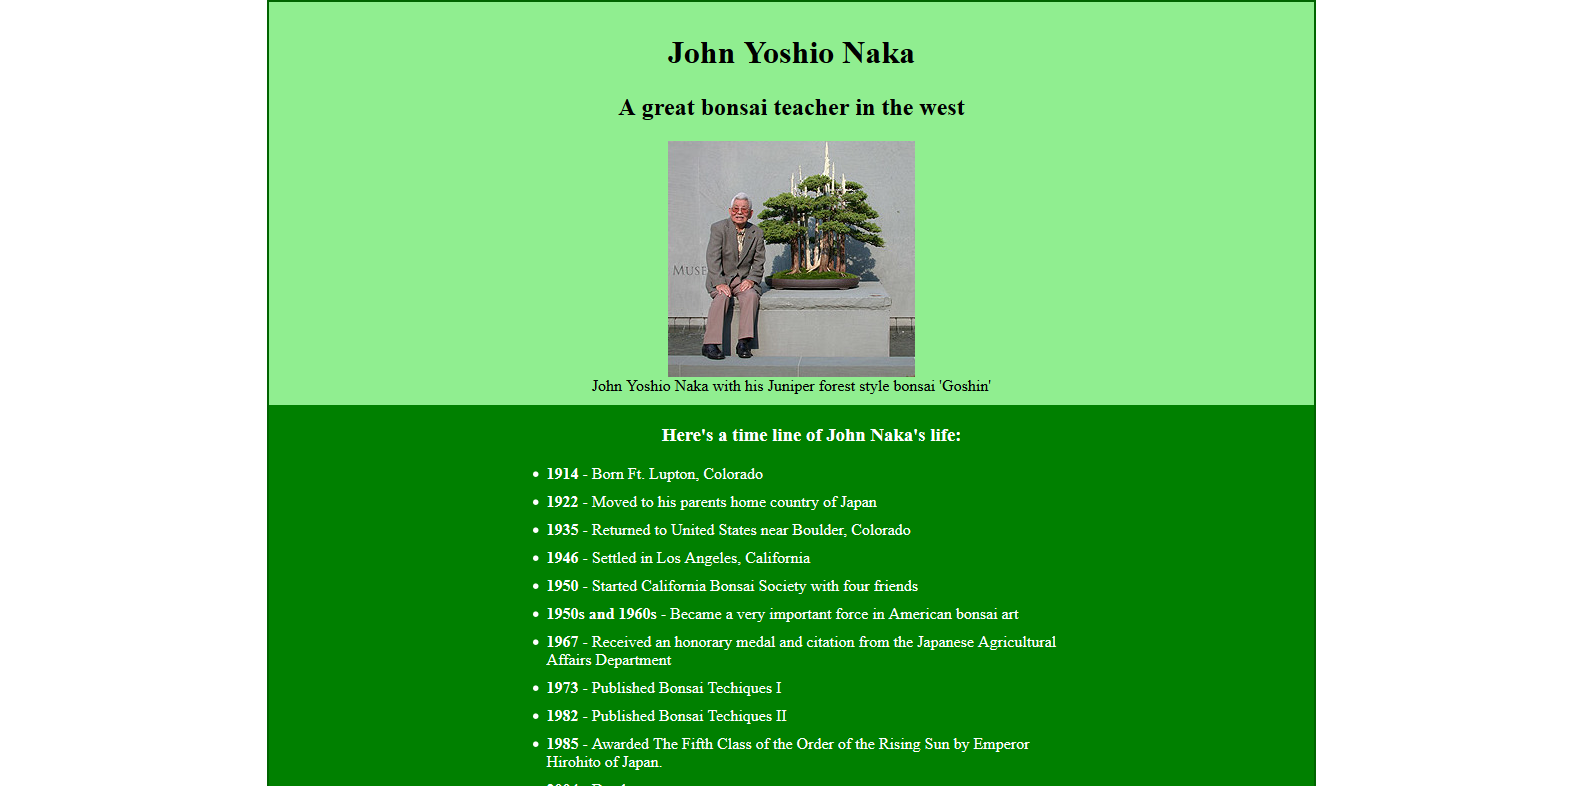 John Yoshio Naka
A great bonsai teacher in the west
MUSE
John Yoshio Naka with his Juniper forest style bonsai 'Goshin'
Here's a time line of John Naka's life:
1914 - Born Ft. Lupton, Colorado
1922 - Moved to his parents home country of Japan
1935 - Returned to United States near Boulder, Colorado
1946 - Settled in Los Angeles, California
1950 - Started California Bonsai Society with four friends
1950s and 1960s - Became a very important force in American bonsai art
1967 - Received an honorary medal and citation from the Japanese Agricultural
Affairs Department
1973 - Published Bonsai Techiques I
1982 - Published Bonsai Techiques II
1985 - Awarded The Fifth Class of the Order of the Rising Sun by Emperor
Hirohito of Japan.